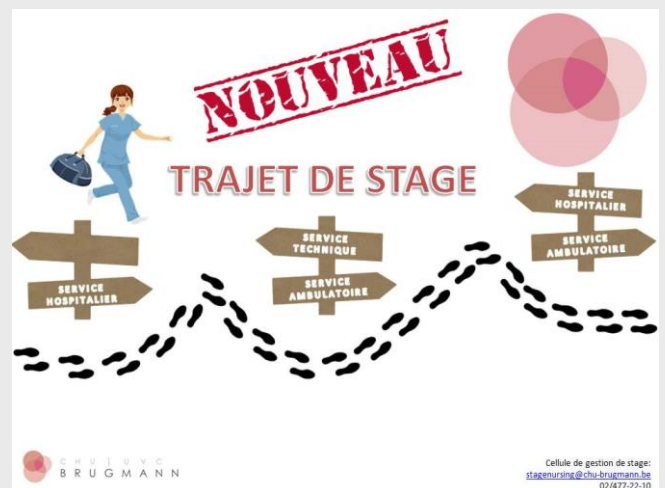 NOUVEAU
TRAJET DE STAGE
SERVICE
HOSPITALIER
SERVICE
TECHNIQUE
SERVICE
AMBULATOIRE
SERVICE
HOSPITALIER
SERVICE
AMBULATOIRE
CHU | UVC
BRUGMANN
Cellule de gestion de stage:
stagenursing@chu-brugmann.be
02/477-22-10